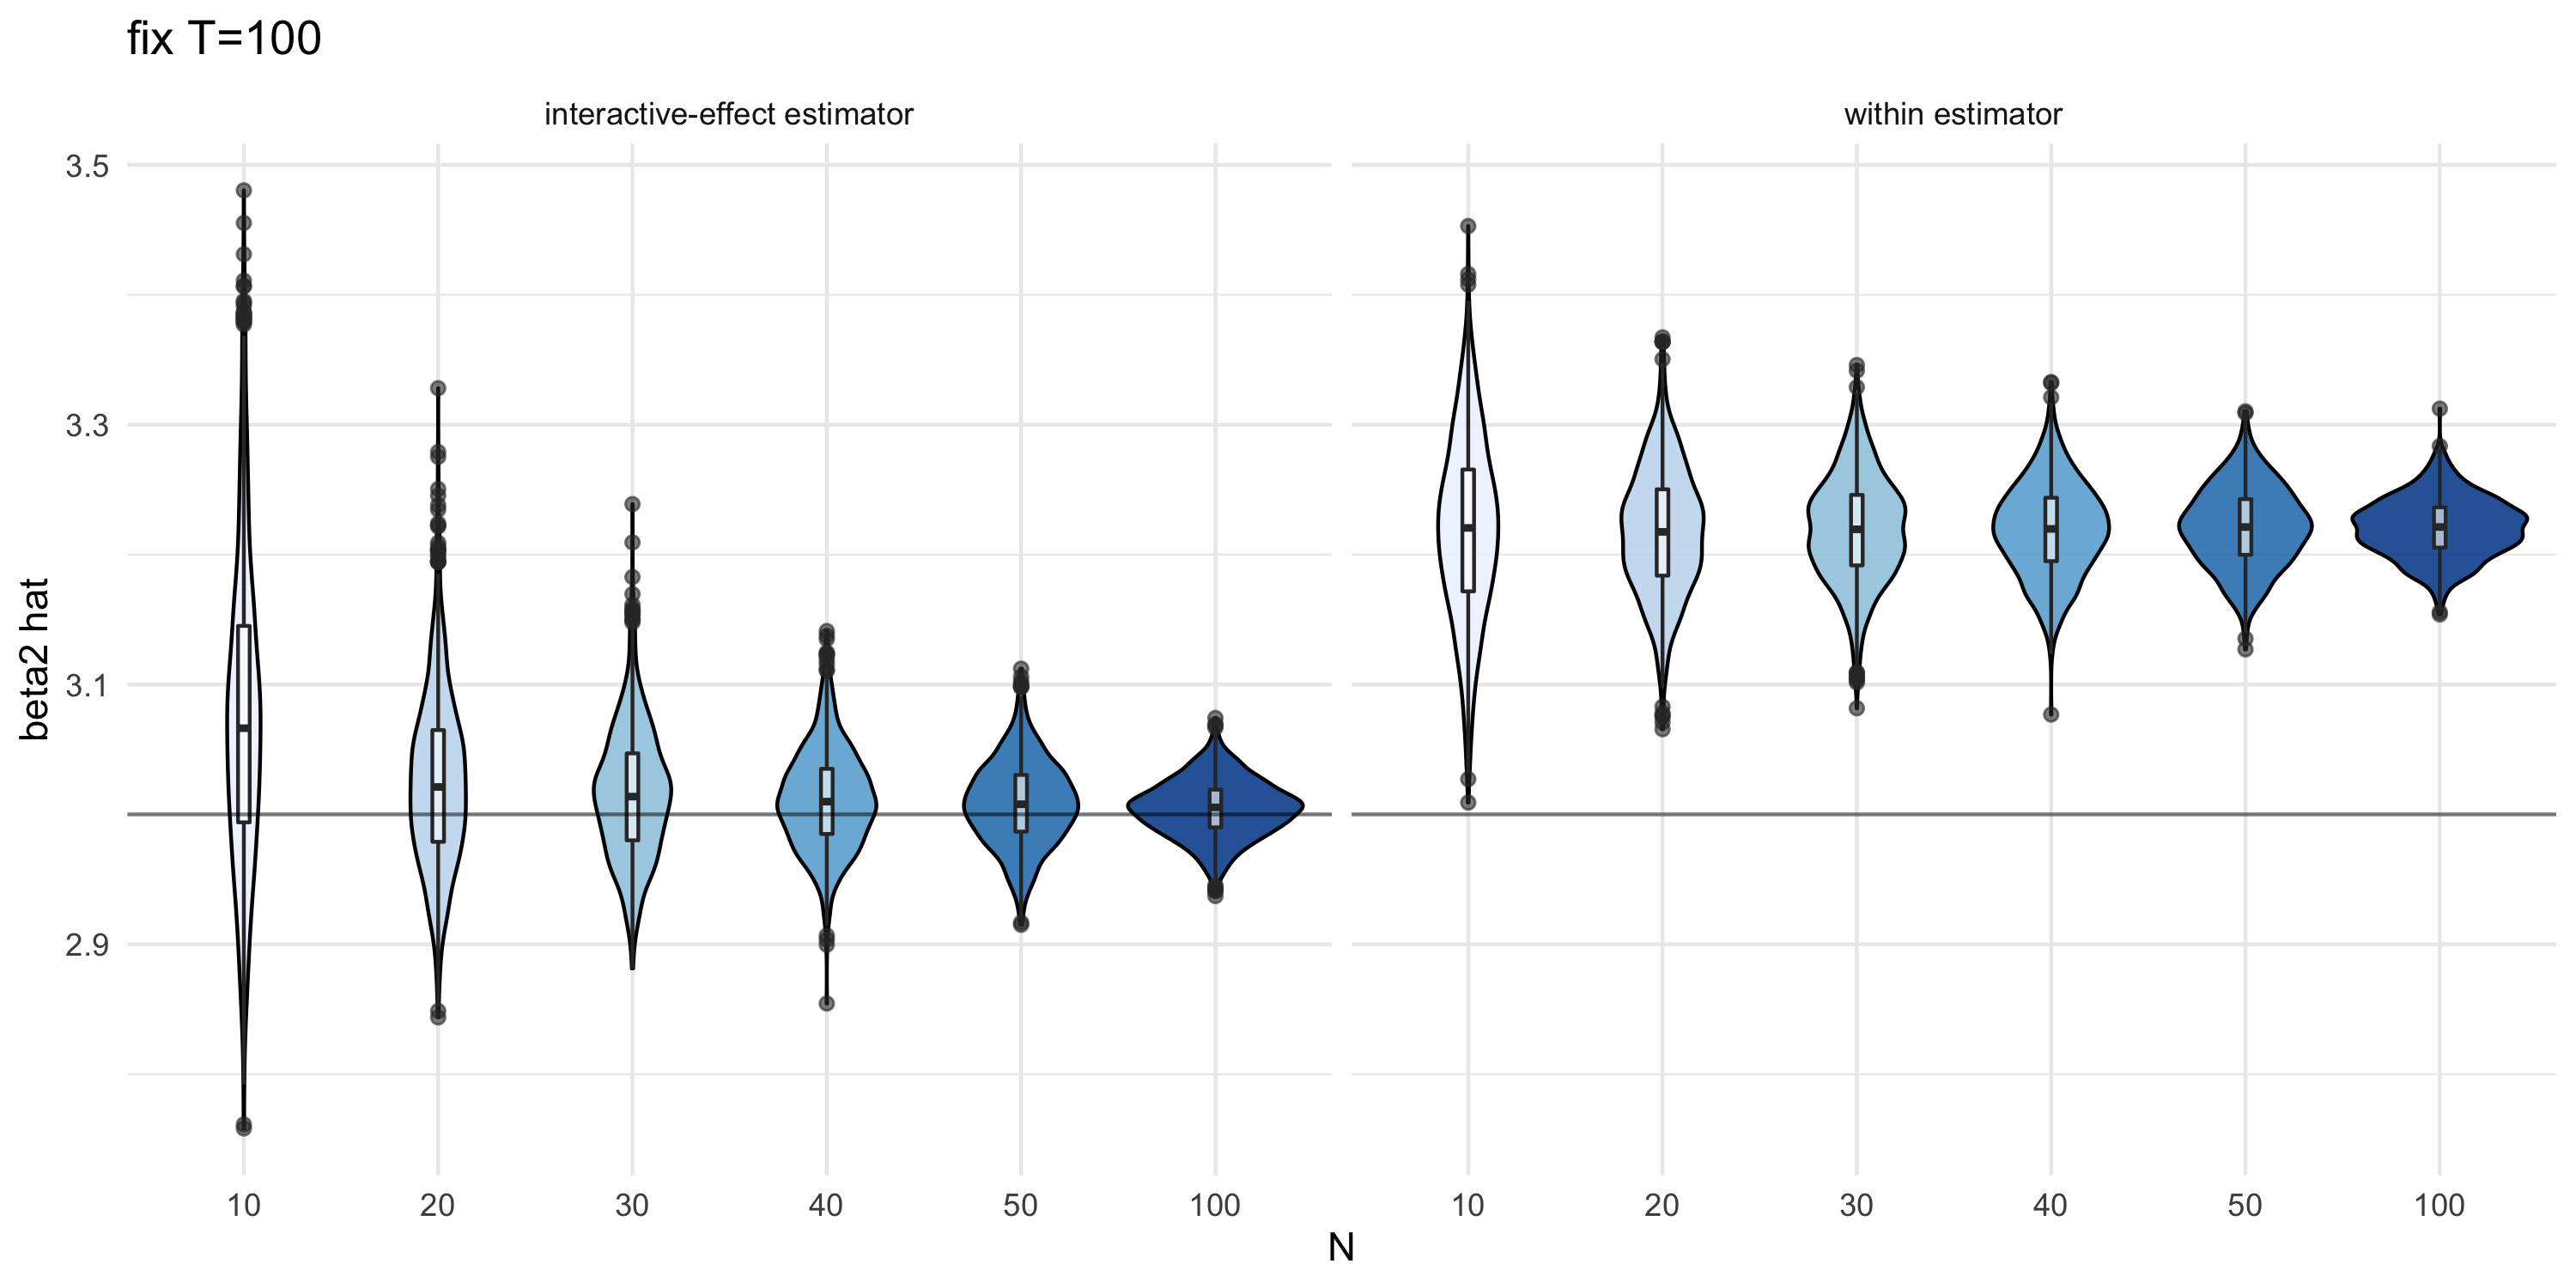 fix T=100
interactive-effect estimator within estimator
3.5
3.3
3.1
2.9
beta2 hat
10 20 30 40 50 100 10 20 30 40 50 100
N